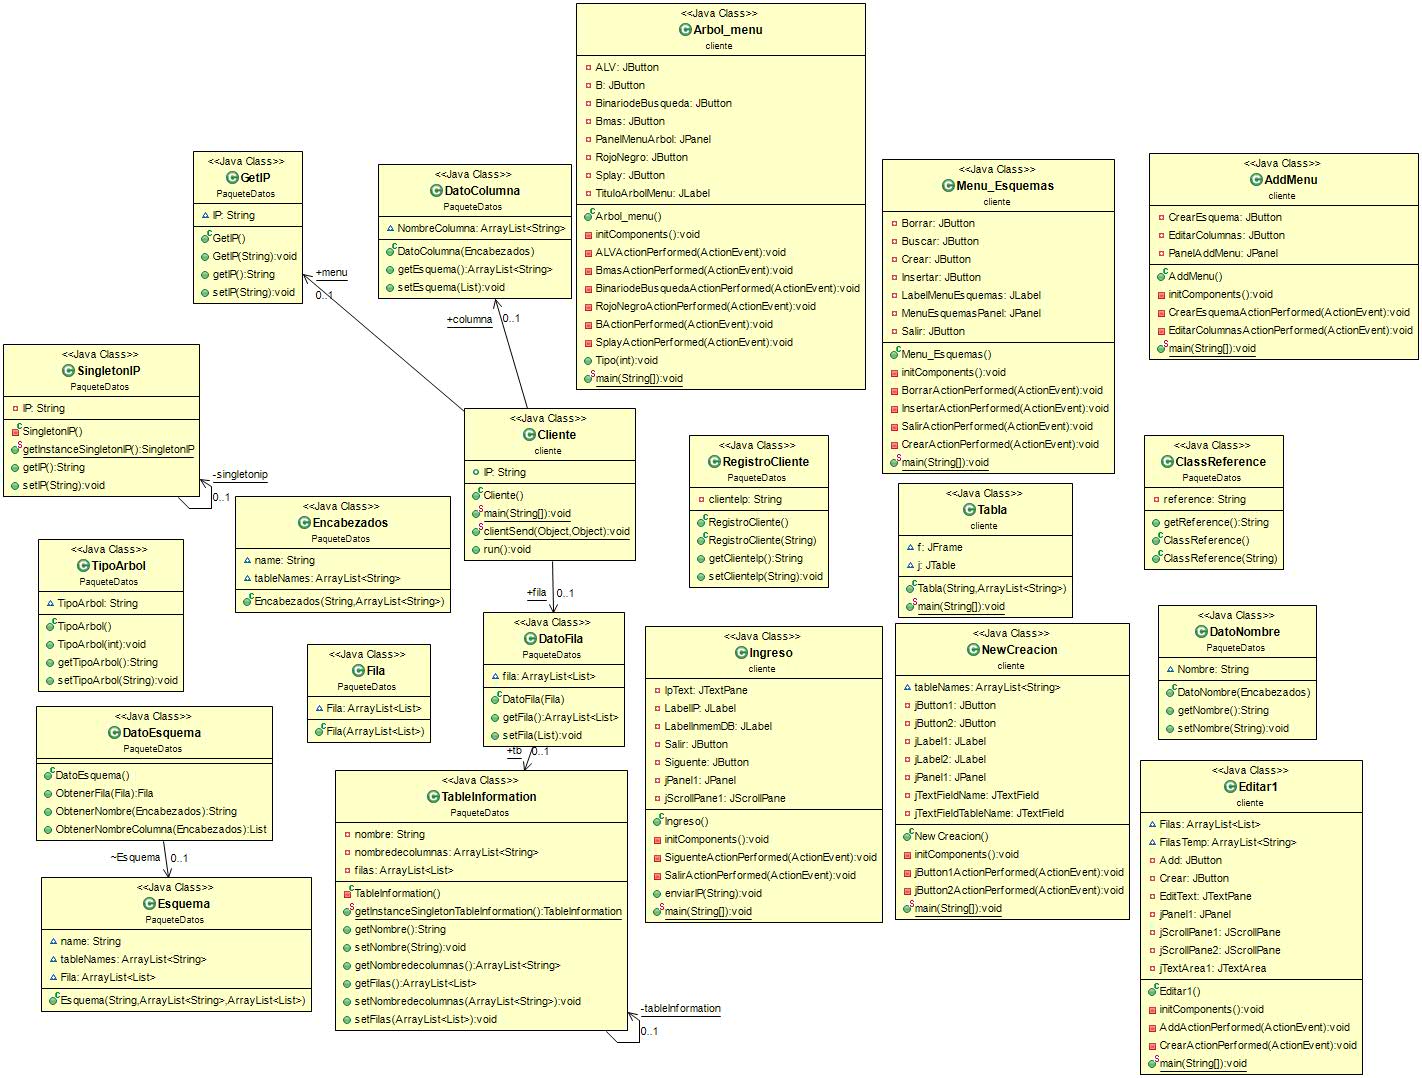 <<Java Class>>
Arbol_menu
cliente
ALV: JButton
B: JButton
BinariodeBusqueda: JButton
Bmas: JButton
PanelMenuArbol: JPanel
RojoNegro: JButton
Splay: JButton
TituloArbolMenu: JLabel
Arbol_menu()
initComponents():void
ALVActionPerformed(ActionEvent):void
BmasActionPerformed(ActionEvent):void
BinariodeBusquedaActionPerformed(ActionEvent):void
RojoNegroActionPerformed(ActionEvent):void
BActionPerformed(ActionEvent):void
SplayActionPerformed(ActionEvent):void
Tipo(int):void
main(String[]):void
<<Java Class>>
GetIP
PaqueteDatos
IP: String
GetIP()
GetIP(String):void
getIP():String
setIP(String):void
<<Java Class>>
DatoColumna
PaqueteDatos
NombreColumna: ArrayList<String>
DatoColumna(Encabezados)
getEsquema():ArrayList<String>
setEsquema(List):void
<<Java Class>>
Menu_Esquemas
cliente
Borrar: JButton
Buscar: JButton
Crear: JButton
Insertar: JButton
LabelMenuEsquemas: JLabel
MenuEsquemasPanel: JPanel
Salir: JButton
Menu_Esquemas()
initComponents():void
BorrarActionPerformed(ActionEvent):void
InsertarActionPerformed(ActionEvent):void
SalirActionPerformed(ActionEvent):void
CrearActionPerformed(ActionEvent):void
main(String[]):void
<<Java Class>>
AddMenu
cliente
CrearEsquema: JButton
EditarColumnas: JButton
PanelAddMenu: JPanel
AddMenu()
initComponents():void
CrearEsquemaActionPerformed(ActionEvent):void
EditarColumnasActionPerformed(ActionEvent):void
main(String[]):void
+menu
0..1
+columna
0..1
<<Java Class>>
SingletonIP
PaqueteDatos
IP: String
SingletonIP()
getInstanceSingletonIP():SingletonIP
getIP():String
setIP(String):void
-singletonip
0..1
<<Java Class>>
Cliente
cliente
IP: String
Cliente()
main(String[]):void
clientSend(Object,Object):void
run():void
<<Java Class>>
RegistroCliente
PaqueteDatos
clienteIp: String
RegistroCliente()
RegistroCliente(String)
getClienteIp():String
setClienteIp(String):void
<<Java Class>>
ClassReference
PaqueteDatos
reference: String
getReference():String
ClassReference()
ClassReference(String)
<<Java Class>>
Tabla
cliente
f: JFrame
j: JTable
Tabla(String,ArrayList<String>)
main(String[]):void
<<Java Class>>
Encabezados
PaqueteDatos
name: String
tableNames: ArrayList<String>
Encabezados(String,ArrayList<String>)
<<Java Class>>
TipoArbol
PaqueteDatos
TipoArbol: String
TipoArbol()
TipoArbol(int):void
getTipoArbol():String
setTipoArbol(String):void
+fila
0..1
<<Java Class>>
DatoFila
PaqueteDatos
fila: ArrayList<List>
DatoFila(Fila)
getFila():ArrayList<List>
setFila(List):void
+tb
0..1
<<Java Class>>
Fila
PaqueteDatos
Fila: ArrayList<List>
Fila(ArrayList<List>)
<<Java Class>>
Ingreso
cliente
IpText: JTextPane
LabelIP: JLabel
LabelInmemDB: JLabel
Salir: JButton
Siguente: JButton
jPanel1: JPanel
jScrollPane1: JScrollPane
Ingreso()
initComponents():void
SiguenteActionPerformed(ActionEvent):void
SalirActionPerformed(ActionEvent):void
enviarIP(String):void
main(String[]):void
<<Java Class>>
NewCreacion
cliente
tableNames: ArrayList<String>
jButton1: JButton
jButton2: JButton
jLabel1: JLabel
jLabel2: JLabel
jPanel1: JPanel
jTextFieldName: JTextField
jTextFieldTableName: JTextField
NewCreacion()
initComponents():void
jButton1ActionPerformed(ActionEvent):void
jButton2ActionPerformed(ActionEvent):void
main(String[]):void
<<Java Class>>
DatoNombre
PaqueteDatos
Nombre: String
DatoNombre(Encabezados)
getNombre():String
setNombre(String):void
<<Java Class>>
DatoEsquema
PaqueteDatos
DatoEsquema()
ObtenerFila(Fila):Fila
ObtenerNombre(Encabezados):String
ObtenerNombreColumna(Encabezados):List
~Esquema
0..1
<<Java Class>>
Esquema
PaqueteDatos
name: String
tableNames: ArrayList<String>
Fila: ArrayList<List>
Esquema(String,ArrayList<String>,ArrayList<List>)
<<Java Class>>
TableInformation
PaqueteDatos
nombre: String
nombredecolumnas: ArrayList<String>
filas: ArrayList<List>
TableInformation()
getInstanceSingletonTableInformation():TableInformation
getNombre():String
setNombre(String):void
getNombredecolumnas():ArrayList<String>
getFilas():ArrayList<List>
setNombredecolumnas(ArrayList<String>):void
setFilas(ArrayList<List>):void
-tableInformation
0..1
<<Java Class>>
Editar1
cliente
Filas: ArrayList<List>
FilasTemp: ArrayList<String>
Add: JButton
Crear: JButton
EditText: JTextPane
jPanel1: JPanel
jScrollPane1: JScrollPane
jScrollPane2: JScrollPane
jTextArea1: JTextArea
Editar1()
initComponents():void
AddActionPerformed(ActionEvent):void
CrearActionPerformed(ActionEvent):void
main(String[]):void